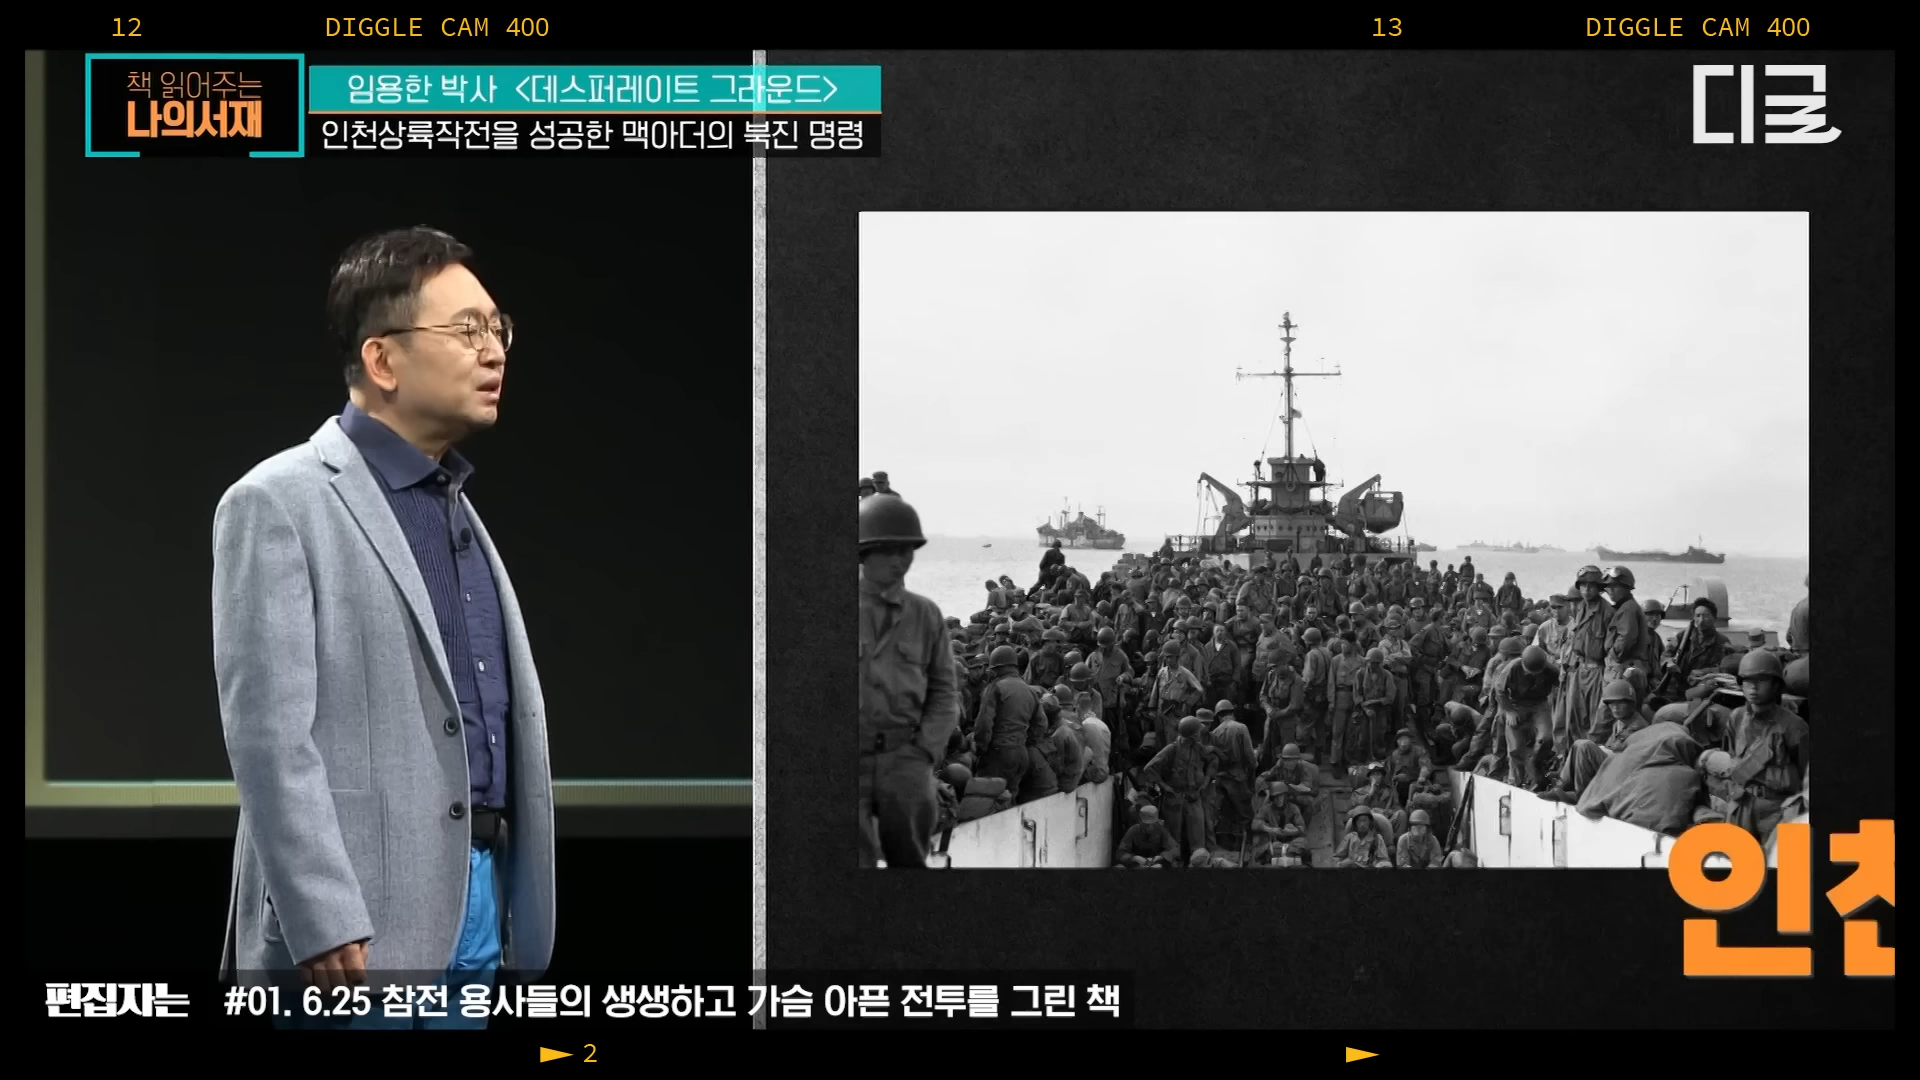 12 DIGGLE CAM 400 13 DIGGLE CAM 400
책 읽어주는
나의서재
임용한 박사 <데스퍼레이트 그라운드>
인천상륙작전을 성공한 맥아더의 북진 명령
디글
인천
편집자는 #01. 6.25 참전 용사들의 생생하고 가슴 아픈 전투를 그린 책
2